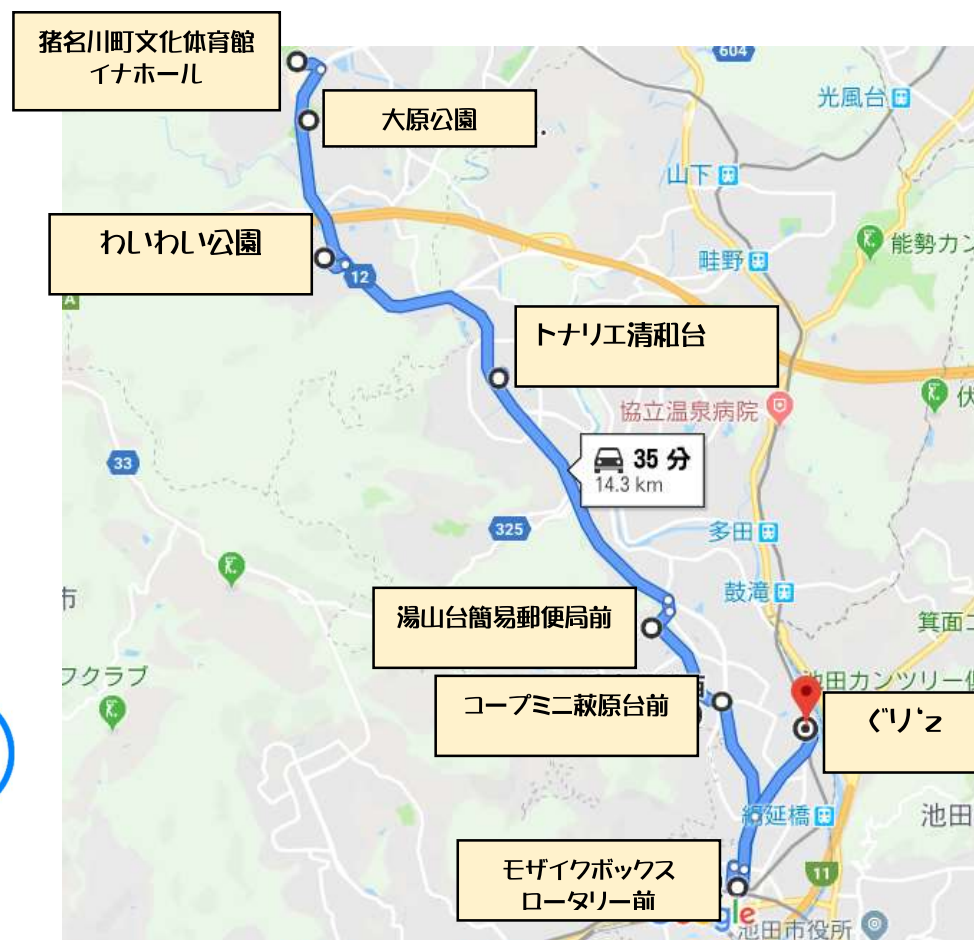 猪名川町文化体育館
イナホール
604
光風台
大原公園
山下
わいわい公園
能勢カン
畦野
12
A
トナリエ清和台
協立温泉病院
35 分
14.3 km
33
325
多田
鼓滝
市
湯山台簡易郵便局前
箕面ゴ
フクラブ
池田カンツリー倶
コープミニ萩原台前
ぐり'z
絹延橋
池田
モザイクボックス
ロータリー前
11
池田市役所